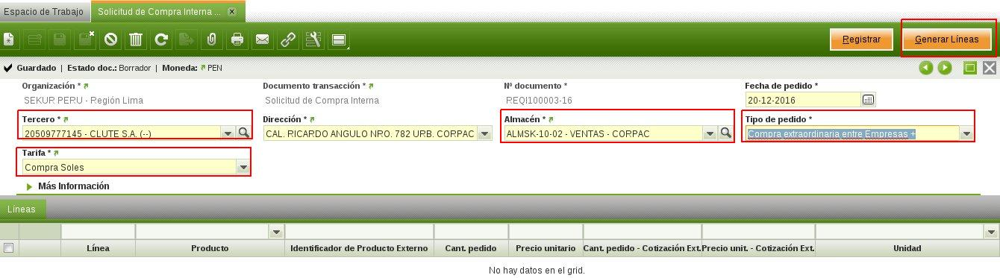 Espacio de Trabajo Solicitud de Compra Interna ...
Registrar Generar Líneas
Guardado | Estado doc.: Borrador | Moneda: PEN
Organización * Documento transacción * Nº documento * Fecha de pedido *
SEKUR PERU - Región Lima Solicitud de Compra Interna REQI100003-16 20-12-2016
Tercero * Dirección * Almacén * Tipo de pedido *
20509777145 - CLUTE S.A. (--) CAL. RICARDO ANGULO NRO. 782 URB. CORPAC ALMSK-10-02 - VENTAS - CORPAC Compra extraordinaria entre Empresas +
Tarifa *
Compra Soles
Más Información
Líneas
Línea Producto Identificador de Producto Externo Cant. pedido Precio unitario Cant. pedido - Cotización Ext. Precio unit. - Cotización Ext. Unidad
No hay datos en el grid.